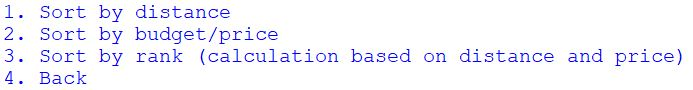 1. Sort by distance
2. Sort by budget/price
3. Sort by rank (calculation based on distance and price)
4. Back